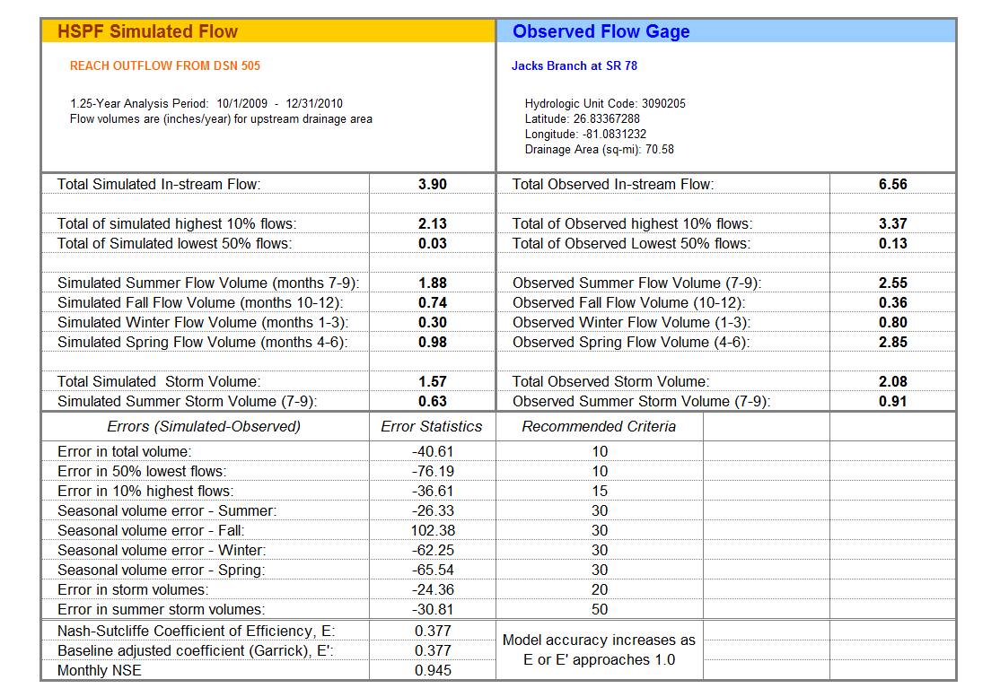 HSPF Simulated Flow Observed Flow Gage
REACH OUTFLOW FROM DSN 505 Jacks Branch at SR 78
1.25-Year Analysis Period: 10/1/2009 - 12/31/2010 Hydrologic Unit Code: 3090205
Flow volumes are (inches/year) for upstream drainage area Latitude: 26.83367288
Longitude: -81.0831232
Drainage Area (sq-mi): 70.58
Total Simulated In-stream Flow: 3.90 Total Observed In-stream Flow: 6.56
Total of simulated highest 10% flows: 2.13 Total of Observed highest 10% flows: 3.37
Total of Simulated lowest 50% flows: 0.03 Total of Observed Lowest 50% flows: 0.13
Simulated Summer Flow Volume (months 7-9): 1.88 Observed Summer Flow Volume (7-9): 2.55
Simulated Fall Flow Volume (months 10-12): 0.74 Observed Fall Flow Volume (10-12): 0.36
Simulated Winter Flow Volume (months 1-3): 0.30 Observed Winter Flow Volume (1-3): 0.80
Simulated Spring Flow Volume (months 4-6): 0.98 Observed Spring Flow Volume (4-6): 2.85
Total Simulated Storm Volume: 1.57 Total Observed Storm Volume: 2.08
Simulated Summer Storm Volume (7-9): 0.63 Observed Summer Storm Volume (7-9): 0.91
Errors (Simulated-Observed) Error Statistics Recommended Criteria
Error in total volume: -40.61 10
Error in 50% lowest flows: -76.19 10
Error in 10% highest flows: -36.61 15
Seasonal volume error - Summer: -26.33 30
Seasonal volume error - Fall: 102.38 30
Seasonal volume error - Winter: -62.25 30
Seasonal volume error - Spring: -65.54 30
Error in storm volumes: -24.36 20
Error in summer storm volumes: -30.81 50
Nash-Sutcliffe Coefficient of Efficiency, E: 0.377
Baseline adjusted coefficient (Garrick), E': 0.377
Monthly NSE 0.945
Model accuracy increases as
E or E' approaches 1.0